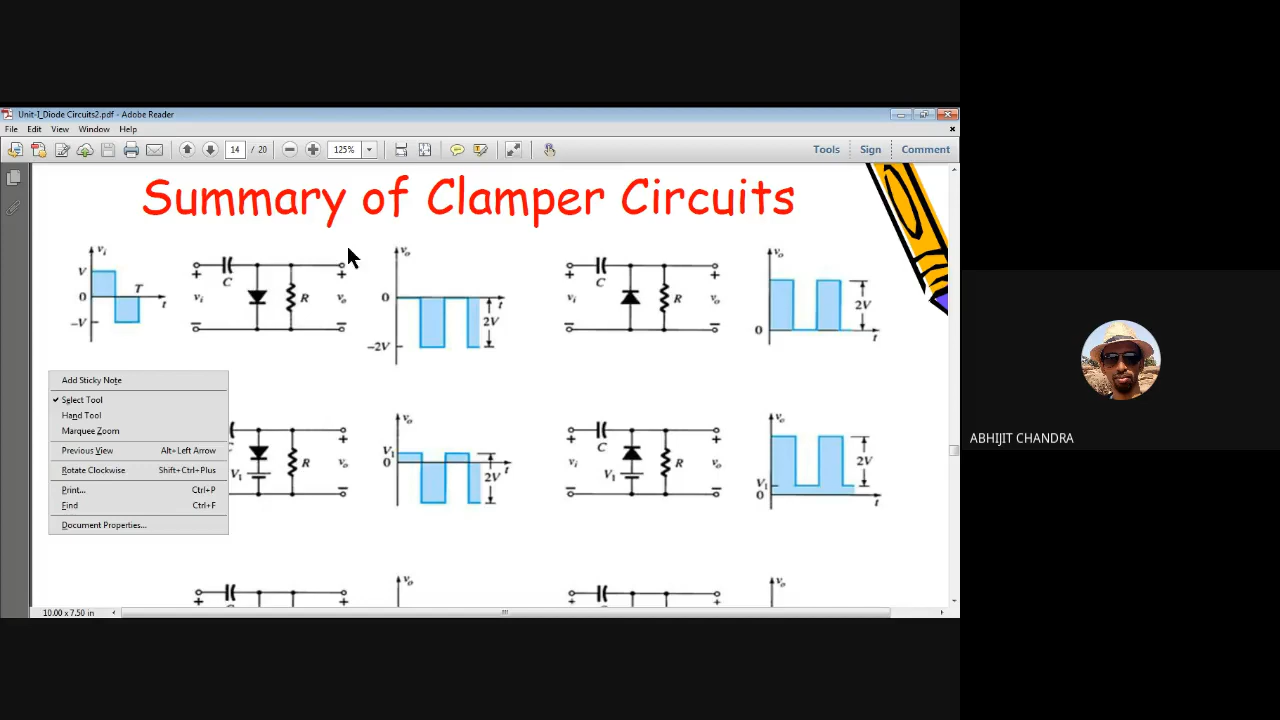 Unit-I_Diode Circuits2.pdf - Adobe Reader
File Edit View Window Help
14 / 20 125% Tools Sign Comment
Summary of Clamper Circuits
vi V 0 -V T t
C + vi - R + vo -
vo 0 -2V 2V t
C + vi - R + vo -
vo 0 2V t
Add Sticky Note
Select Tool
Hand Tool
Marquee Zoom
Previous View Alt+Left Arrow
Rotate Clockwise Shift+Ctrl+Plus
Print... Ctrl+P
Find Ctrl+F
Document Properties...
V1 R + vo -
vo V1 0 2V t
C + vi - V1 R + vo -
vo V1 0 2V t
+ +
vo
+ +
vo
10.00 x 7.50 in
ABHIJIT CHANDRA